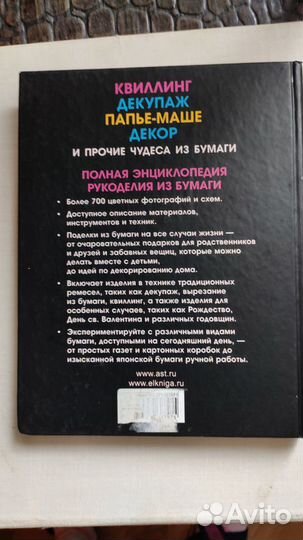 КВИЛЛИНГ
ДЕКУПАЖ
ПАПЬЕ-МАШЕ
ДЕКОР
И ПРОЧИЕ ЧУДЕСА ИЗ БУМАГИ
ПОЛНАЯ ЭНЦИКЛОПЕДИЯ
РУКОДЕЛИЯ ИЗ БУМАГИ
• Более 700 цветных фотографий и схем.
• Доступное описание материалов,
инструментов и техник.
• Поделки из бумаги на все случаи жизни —
от очаровательных подарков для родственников
и друзей и забавных вещиц, которые можно
делать вместе с детьми,
до идей по декорированию дома.
• Включает изделия в технике традиционных
ремесел, таких как декупаж, вырезание
из бумаги, квиллинг, а также изделия для
особенных случаев, таких как Рождество,
День св. Валентина и различных годовщин.
• Экспериментируйте с различными видами
бумаги, доступными на сегодняшний день, —
от простых газет и картонных коробок до
изысканной японской бумаги ручной работы.
www.ast.ru
www.elkniga.ru
Avito